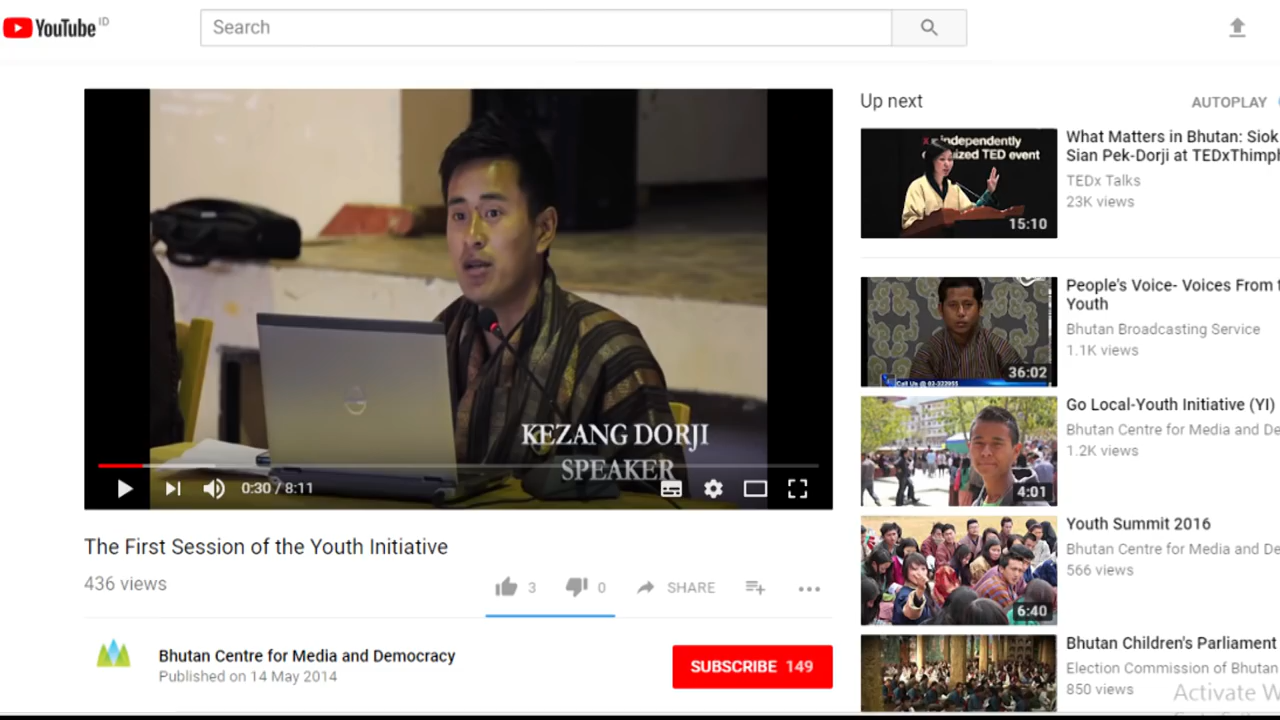 YouTube ID
Search
KEZANG DORJI
SPEAKER
0:30 / 8:11
The First Session of the Youth Initiative
436 views
3
0
SHARE
Bhutan Centre for Media and Democracy
Published on 14 May 2014
SUBSCRIBE 149
Up next
AUTOPLAY
independently
organized TED event
15:10
What Matters in Bhutan: Siok
Sian Pek-Dorji at TEDxThimph
TEDx Talks
23K views
Call Us @ 02-322955
36:02
People's Voice- Voices From
Youth
Bhutan Broadcasting Service
1.1K views
4:01
Go Local-Youth Initiative (YI)
Bhutan Centre for Media and De
1.2K views
6:40
Youth Summit 2016
Bhutan Centre for Media and De
566 views
Bhutan Children's Parliament
Election Commission of Bhutan
850 views
Activate W